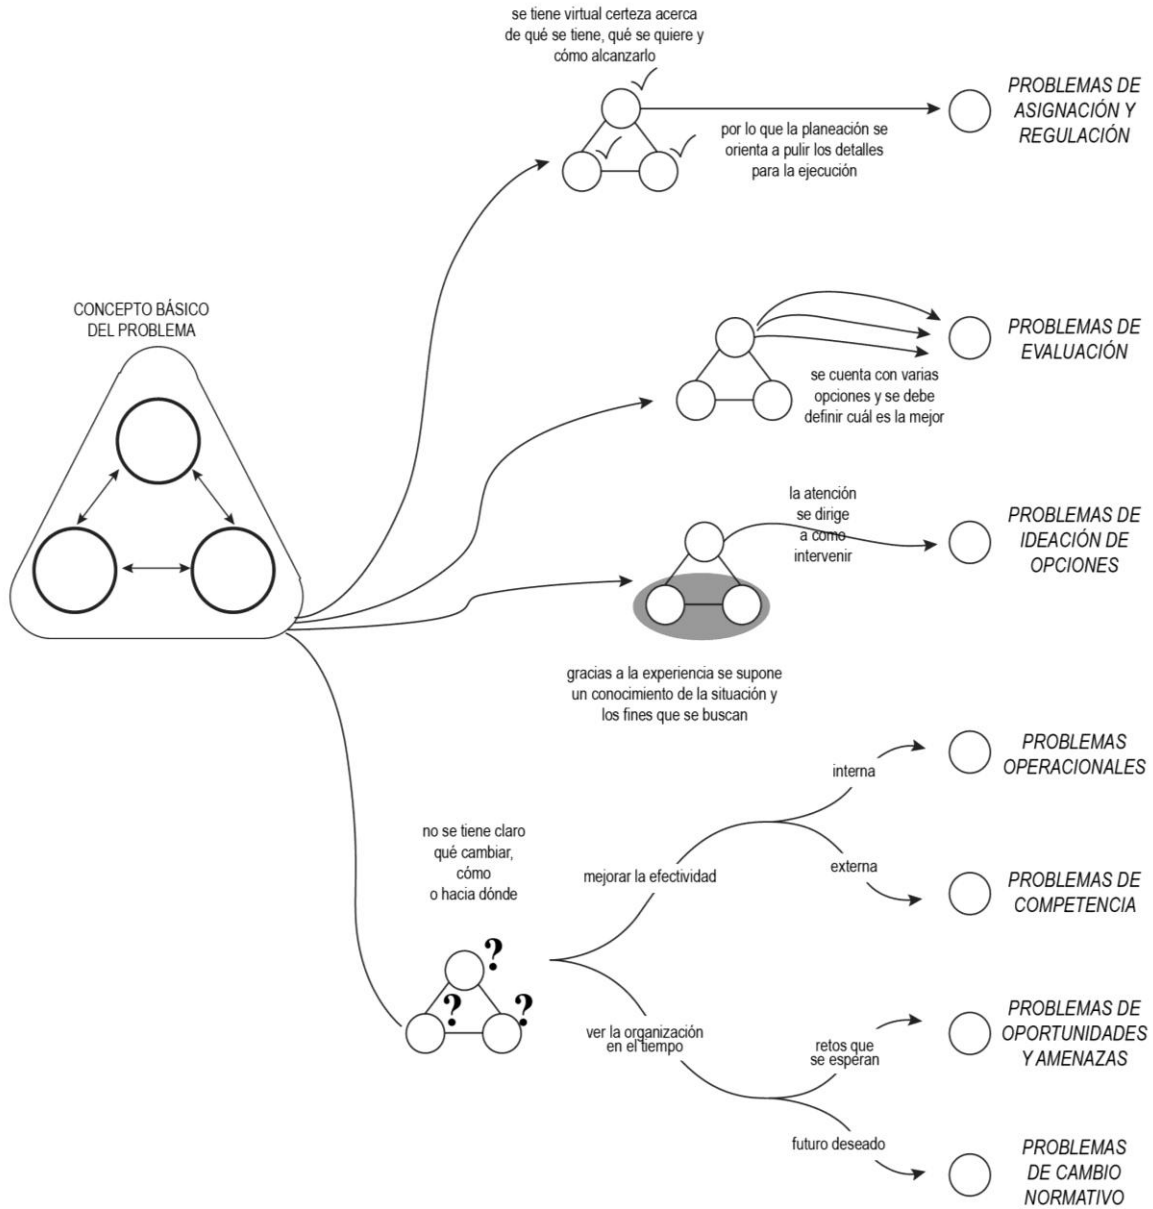 se tiene virtual certeza acerca
de qué se tiene, qué se quiere y
cómo alcanzarlo
PROBLEMAS DE
ASIGNACIÓN Y
REGULACIÓN
por lo que la planeación se
orienta a pulir los detalles
para la ejecución
CONCEPTO BÁSICO
DEL PROBLEMA
PROBLEMAS DE
EVALUACIÓN
se cuenta con varias
opciones y se debe
definir cuál es la mejor
la atención
se dirige
a como
intervenir
PROBLEMAS DE
IDEACIÓN DE
OPCIONES
gracias a la experiencia se supone
un conocimiento de la situación y
los fines que se buscan
no se tiene claro
qué cambiar,
cómo
o hacia dónde
?
?
?
mejorar la efectividad
interna
PROBLEMAS
OPERACIONALES
externa
PROBLEMAS DE
COMPETENCIA
ver la organización
en el tiempo
retos que
se esperan
PROBLEMAS DE
OPORTUNIDADES
Y AMENAZAS
futuro deseado
PROBLEMAS
DE CAMBIO
NORMATIVO